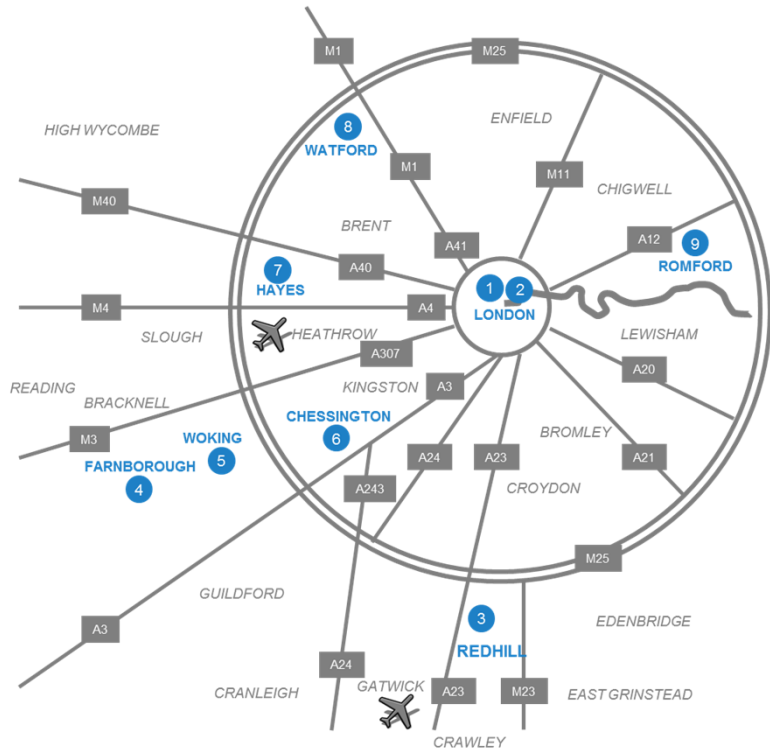 M1
M25
8
WATFORD
ENFIELD
HIGH WYCOMBE
M1
M11
CHIGWELL
M40
BRENT
A41
A12
9
ROMFORD
7
HAYES
A40
1
2
LONDON
M4
A4
SLOUGH
HEATHROW
LEWISHAM
A307
A20
READING
BRACKNELL
KINGSTON
A3
M3
WOKING
5
CHESSINGTON
6
BROMLEY
FARNBOROUGH
4
A24
A23
A21
A243
CROYDON
M25
GUILDFORD
3
REDHILL
EDENBRIDGE
A3
A24
GATWICK
CRANLEIGH
A23
M23
EAST GRINSTEAD
CRAWLEY